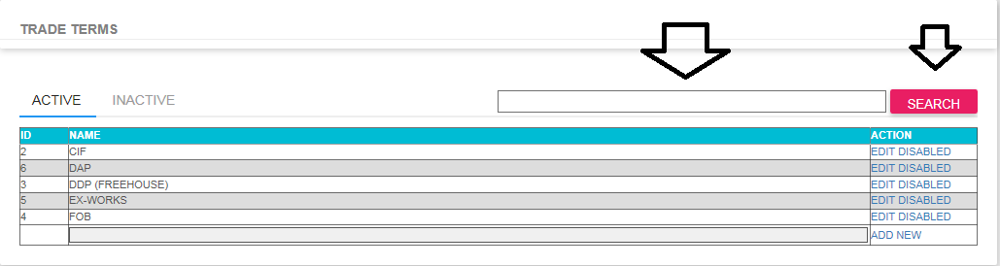 TRADE TERMS
ACTIVE INACTIVE SEARCH
ID NAME ACTION
2 CIF EDIT DISABLED
6 DAP EDIT DISABLED
3 DDP (FREEHOUSE) EDIT DISABLED
5 EX-WORKS EDIT DISABLED
4 FOB EDIT DISABLED
ADD NEW